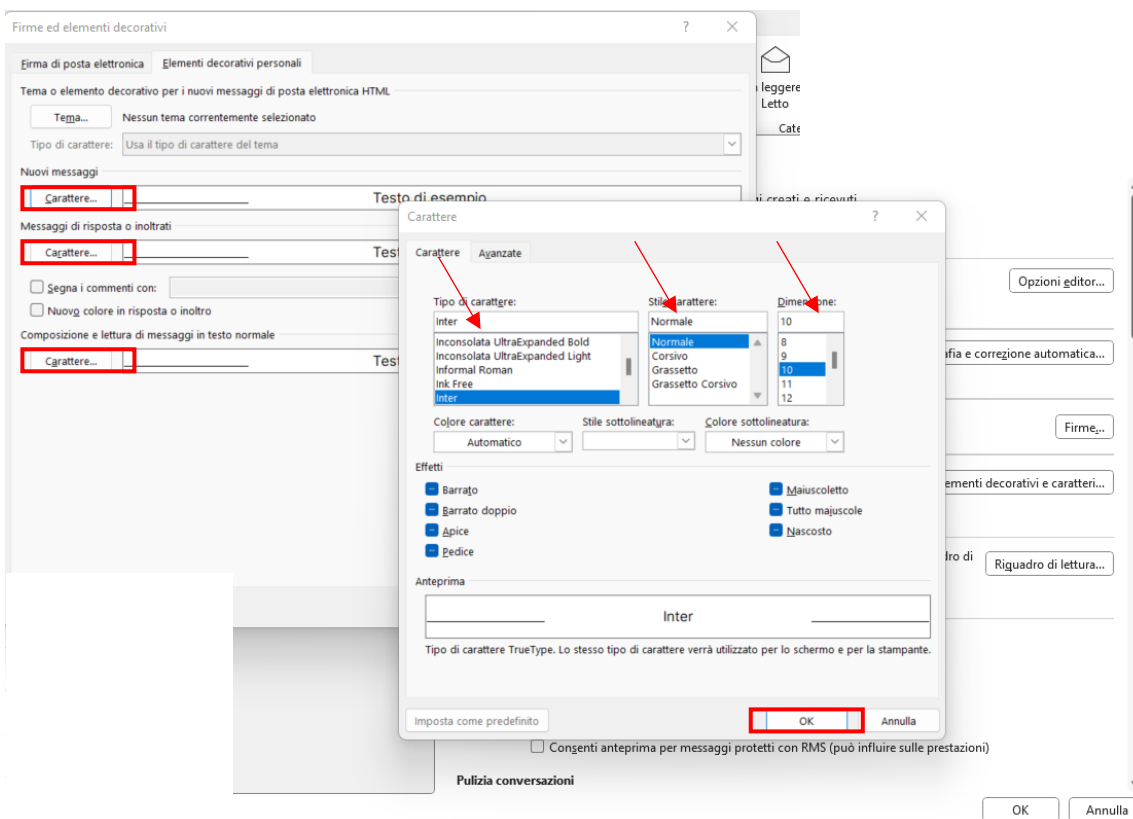 Firme ed elementi decorativi
Firma di posta elettronica Elementi decorativi personali
Tema o elemento decorativo per i nuovi messaggi di posta elettronica HTML
Tema... Nessun tema correntemente selezionato
Tipo di carattere: Usa il tipo di carattere del tema
Nuovi messaggi
Carattere... Testo di esempio
Messaggi di risposta o inoltrati
Carattere... Test
Segna i commenti con:
Nuovo colore in risposta o inoltro
Composizione e lettura di messaggi in testo normale
Carattere... Test
leggere
Letto
Cate
i creati e ricevuti
Carattere
Carattere Avanzate
Tipo di carattere: Stile carattere: Dimensione:
Inter Normale 10
Inconsolata UltraExpanded Bold
Inconsolata UltraExpanded Light
Informal Roman
Ink Free
Inter
Normale
Corsivo
Grassetto
Grassetto Corsivo
8
9
10
11
12
Colore carattere: Stile sottolineatura: Colore sottolineatura:
Automatico Nessun colore
Effetti
Barrato Maiuscoletto
Barrato doppio Tutto maiuscole
Apice Nascosto
Pedice
Anteprima
Inter
Tipo di carattere TrueType. Lo stesso tipo di carattere verrà utilizzato per lo schermo e per la stampante.
Imposta come predefinito OK Annulla
Opzioni editor...
fia e correzione automatica...
Firme...
ementi decorativi e caratteri...
dro di Riquadro di lettura...
Consenti anteprima per messaggi protetti con RMS (può influire sulle prestazioni)
Pulizia conversazioni
OK Annulla